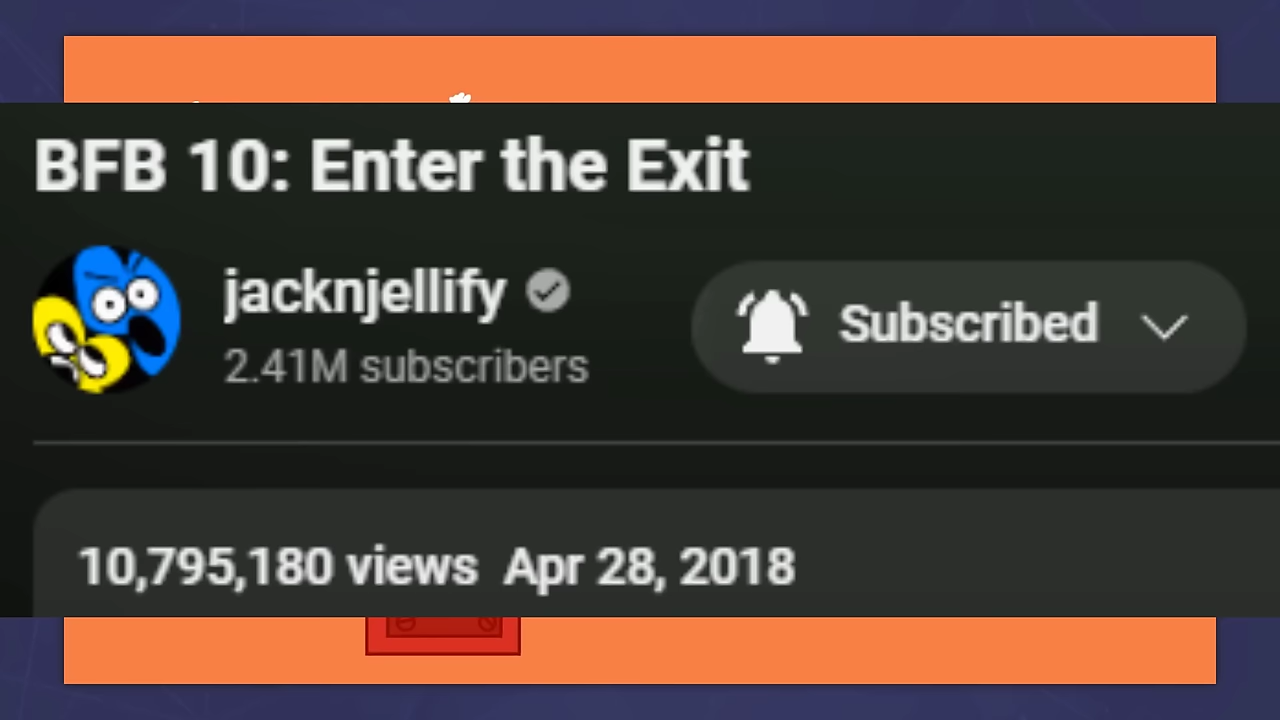 BFB 10: Enter the Exit
jacknjellify
2.41M subscribers
Subscribed
10,795,180 views Apr 28, 2018